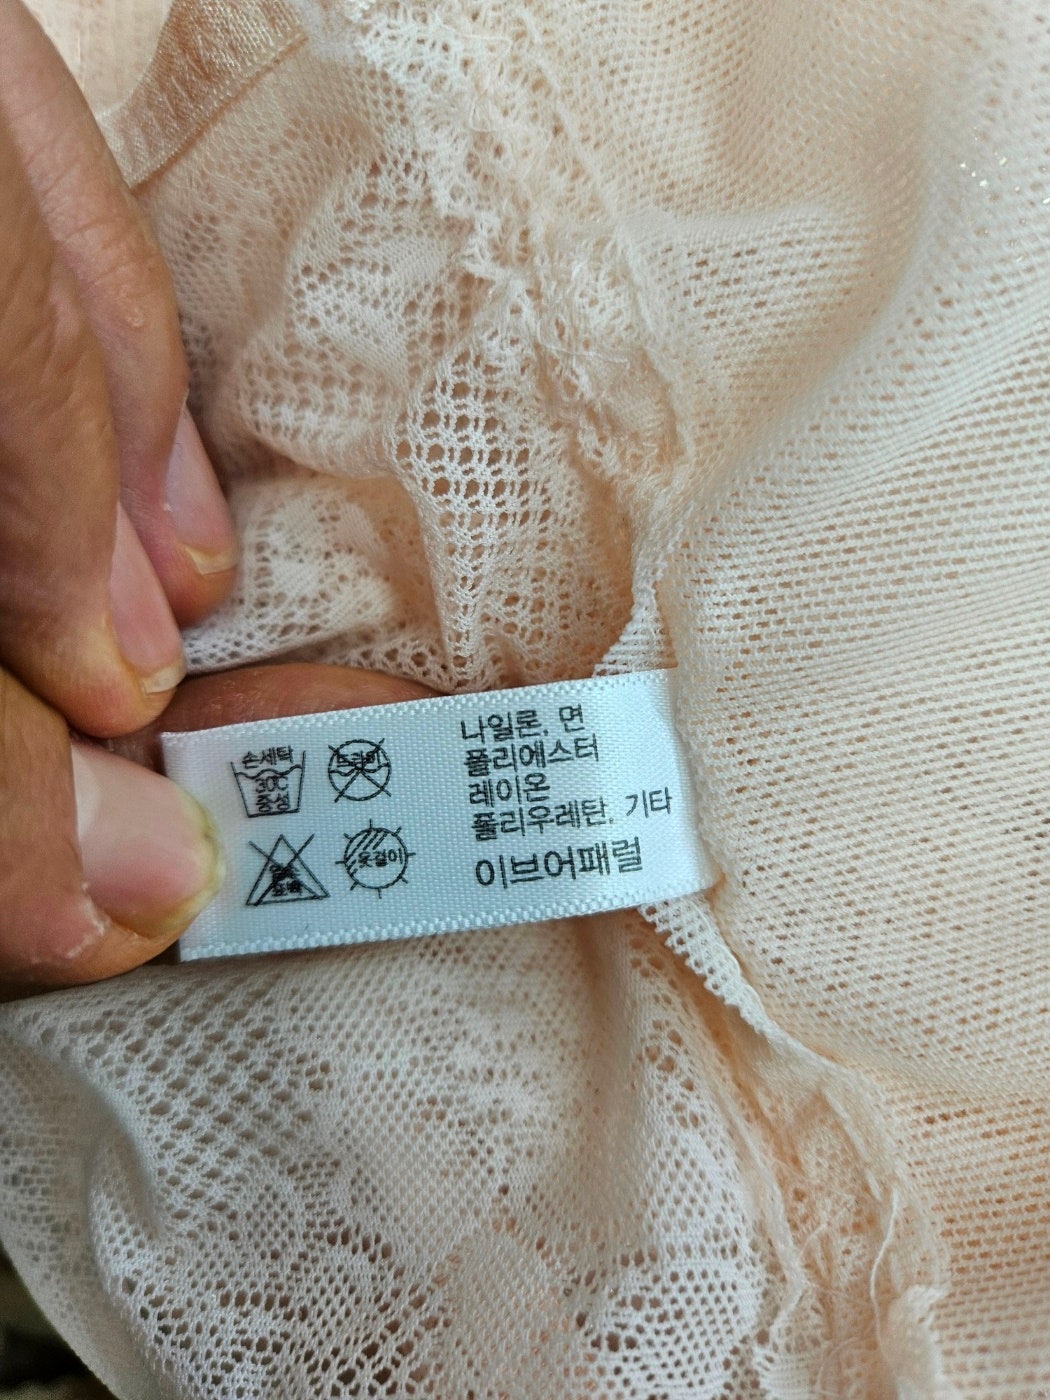 손세탁
30℃
중성
드라이
옷걸이
나일론, 면
폴리에스터
레이온
폴리우레탄, 기타
이브어패럴